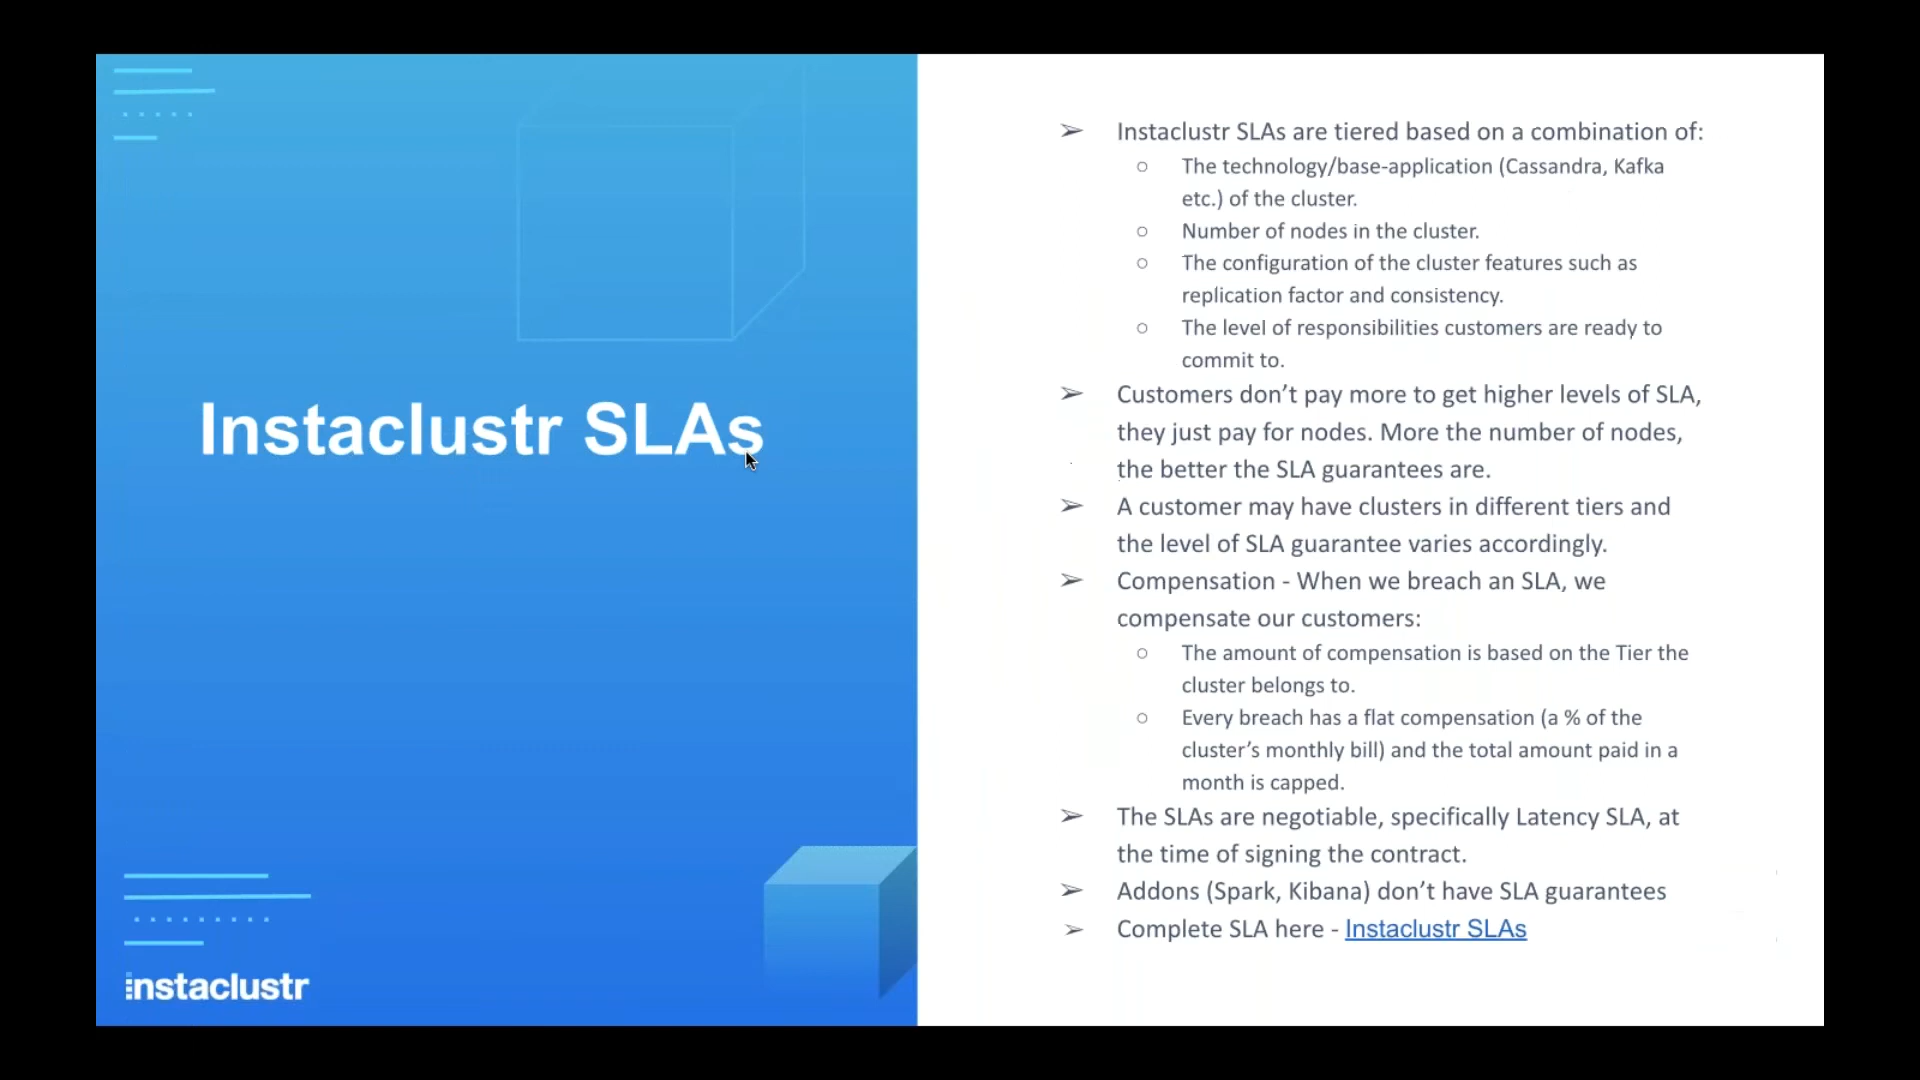 Instaclustr SLAs
instaclustr
➢ Instaclustr SLAs are tiered based on a combination of:
○ The technology/base-application (Cassandra, Kafka
etc.) of the cluster.
○ Number of nodes in the cluster.
○ The configuration of the cluster features such as
replication factor and consistency.
○ The level of responsibilities customers are ready to
commit to.
➢ Customers don’t pay more to get higher levels of SLA,
they just pay for nodes. More the number of nodes,
the better the SLA guarantees are.
➢ A customer may have clusters in different tiers and
the level of SLA guarantee varies accordingly.
➢ Compensation - When we breach an SLA, we
compensate our customers:
○ The amount of compensation is based on the Tier the
cluster belongs to.
○ Every breach has a flat compensation (a % of the
cluster’s monthly bill) and the total amount paid in a
month is capped.
➢ The SLAs are negotiable, specifically Latency SLA, at
the time of signing the contract.
➢ Addons (Spark, Kibana) don’t have SLA guarantees
➢ Complete SLA here - Instaclustr SLAs